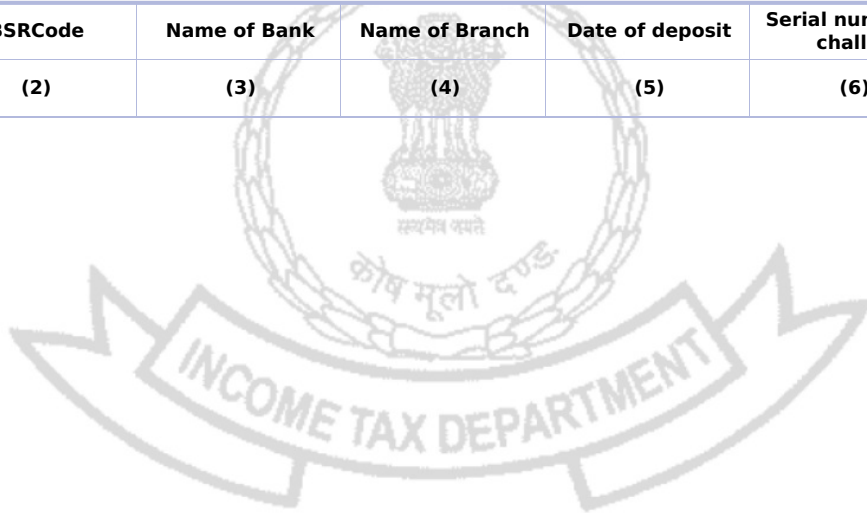 BSRCode Name of Bank Name of Branch Date of deposit Serial
chall
(2) (3) (4) (5) (6)
सत्यमेव जयते
कोष मूलो दण्ड
INCOME TAX DEPARTMENT